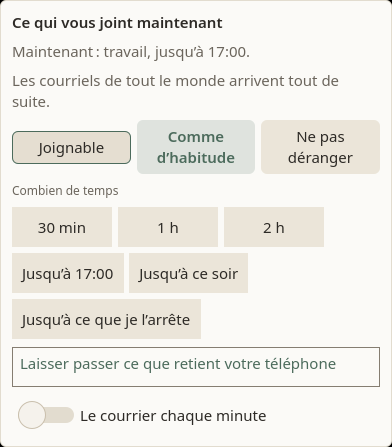 Ce qui vous joint maintenant
Maintenant : travail, jusqu’à 17:00.
Les courriels de tout le monde arrivent tout de
suite.
Joignable
Comme
d’habitude
Ne pas
déranger
Combien de temps
30 min
1 h
2 h
Jusqu’à 17:00
Jusqu’à ce soir
Jusqu’à ce que je l’arrête
Laisser passer ce que retient votre téléphone
Le courrier chaque minute